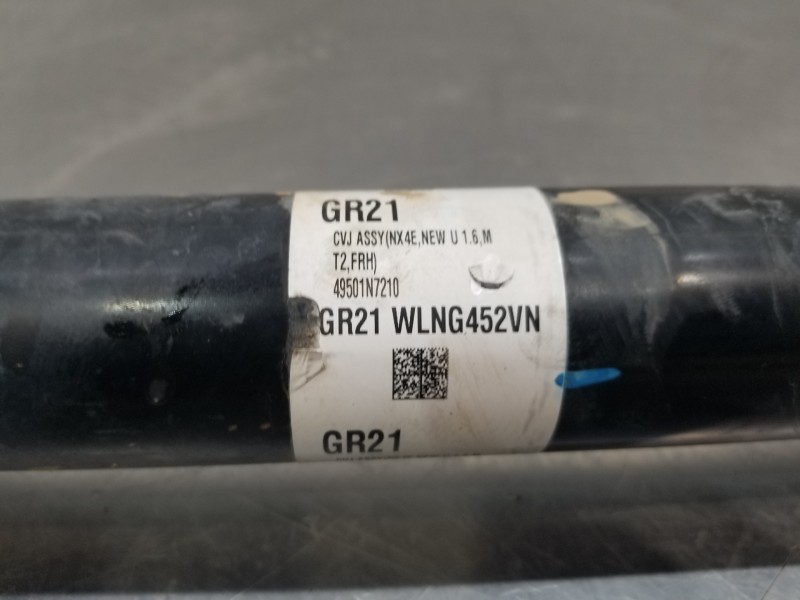 GR21
CVJ ASSY(NX4E,NEW U 1.6,M
T2,FRH)
49501N7210
GR21 WLNG452VN
GR21